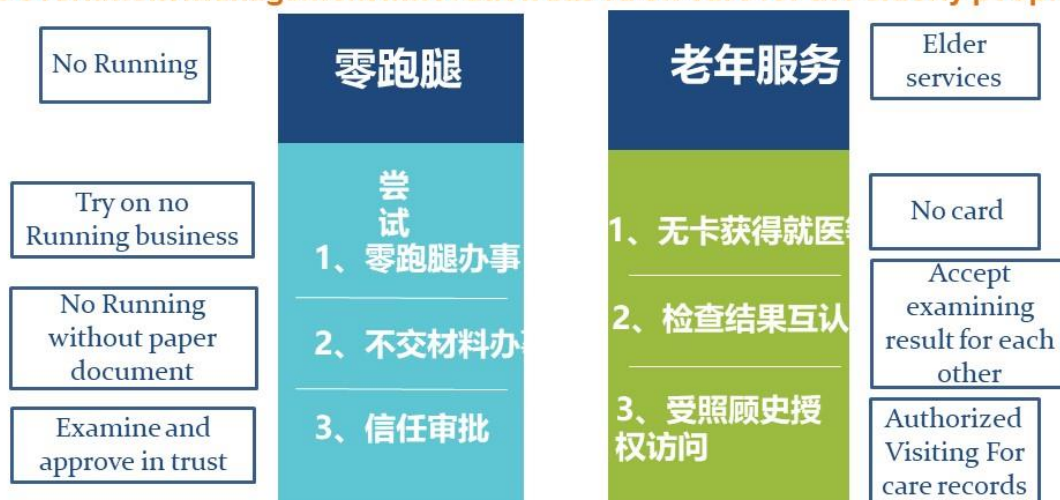 No Running
零跑腿
老年服务
Elder
services
Try on no
Running business
尝
试
1、零跑腿办事
1、无卡获得就医
No card
No Running
without paper
document
2、不交材料办
2、检查结果互认
Accept
examining
result for each
other
Examine and
approve in trust
3、信任审批
3、受照顾史授
权访问
Authorized
Visiting For
care records